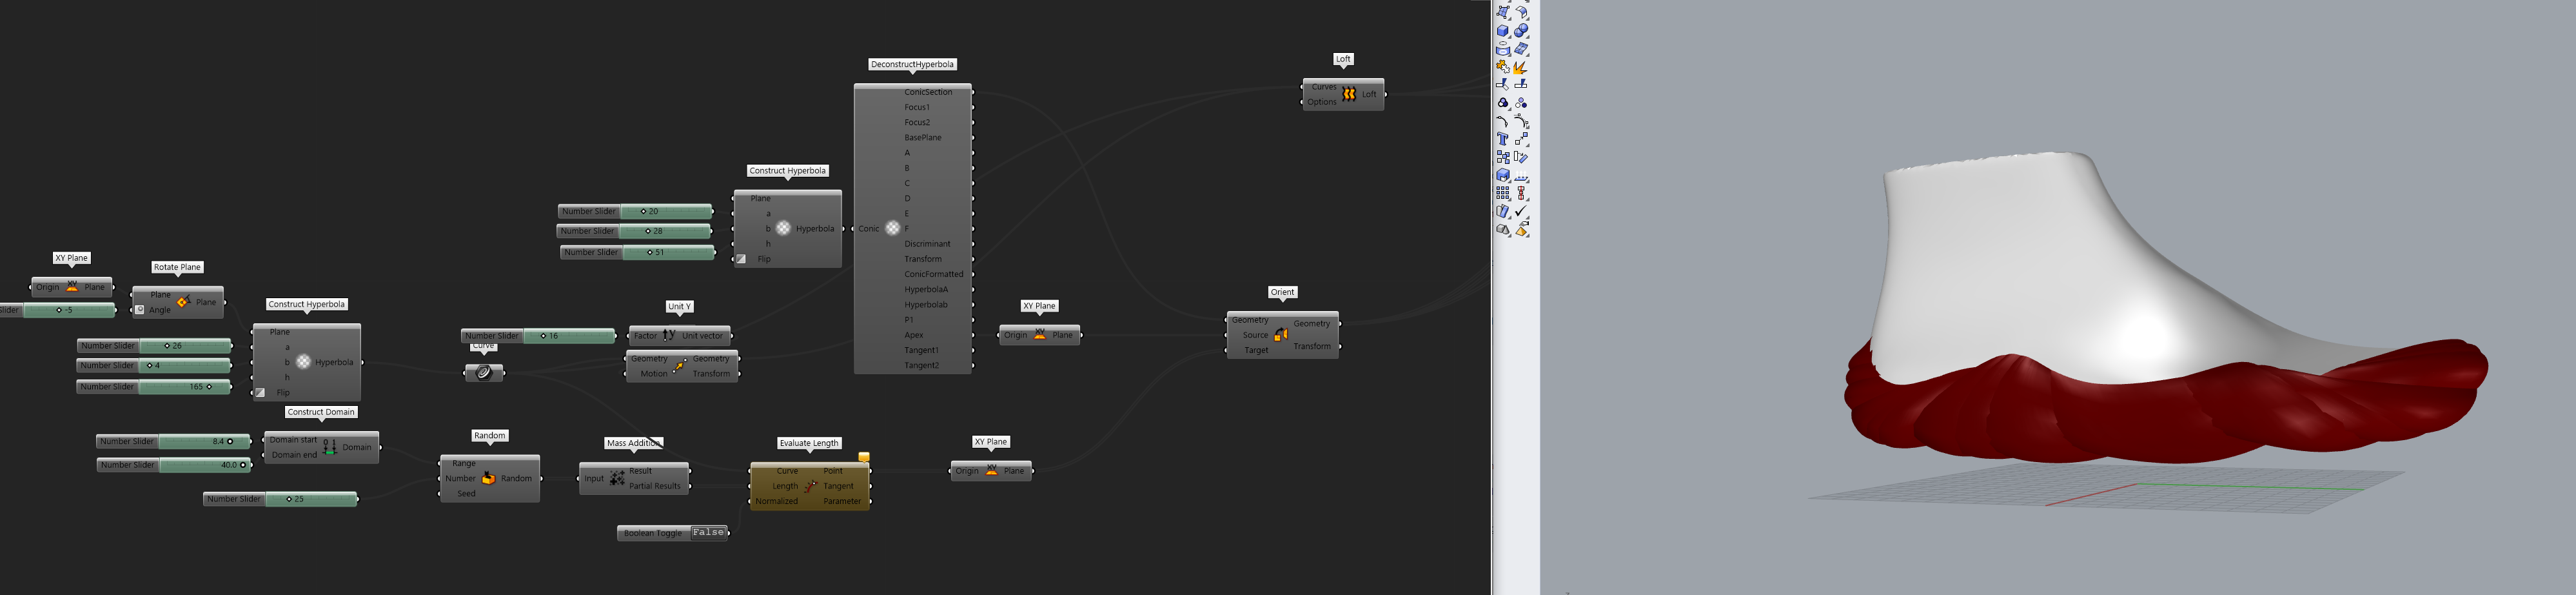 XY Plane
Origin XY Plane
-5
Rotate Plane
Plane
Angle
Plane
Construct Hyperbola
Plane
a
b
h
Flip
Hyperbola
Number Slider 26
Number Slider 4
Number Slider 165
Construct Domain
Number Slider 8.4
Number Slider 40.0
Domain start
Domain end
0 1
Domain
Number Slider 25
Random
Range
Number
Seed
Random
Number Slider 16
Unit Y
Factor y Unit vector
Geometry
Motion
Geometry
Transform
Mass Addition
Input
Result
Partial Results
Boolean Toggle False
Evaluate Length
Curve
Length
Normalized
Point
Tangent
Parameter
XY Plane
Origin XY Plane
Number Slider 20
Number Slider 28
Number Slider 51
Construct Hyperbola
Plane
a
b
h
Flip
Hyperbola
DeconstructHyperbola
Conic
ConicSection
Focus1
Focus2
BasePlane
A
B
C
D
E
F
Discriminant
Transform
ConicFormatted
HyperbolaA
Hyperbolab
P1
Apex
Tangent1
Tangent2
XY Plane
Origin XY Plane
Orient
Geometry
Source
Target
Geometry
Transform
Loft
Curves
Options
Loft